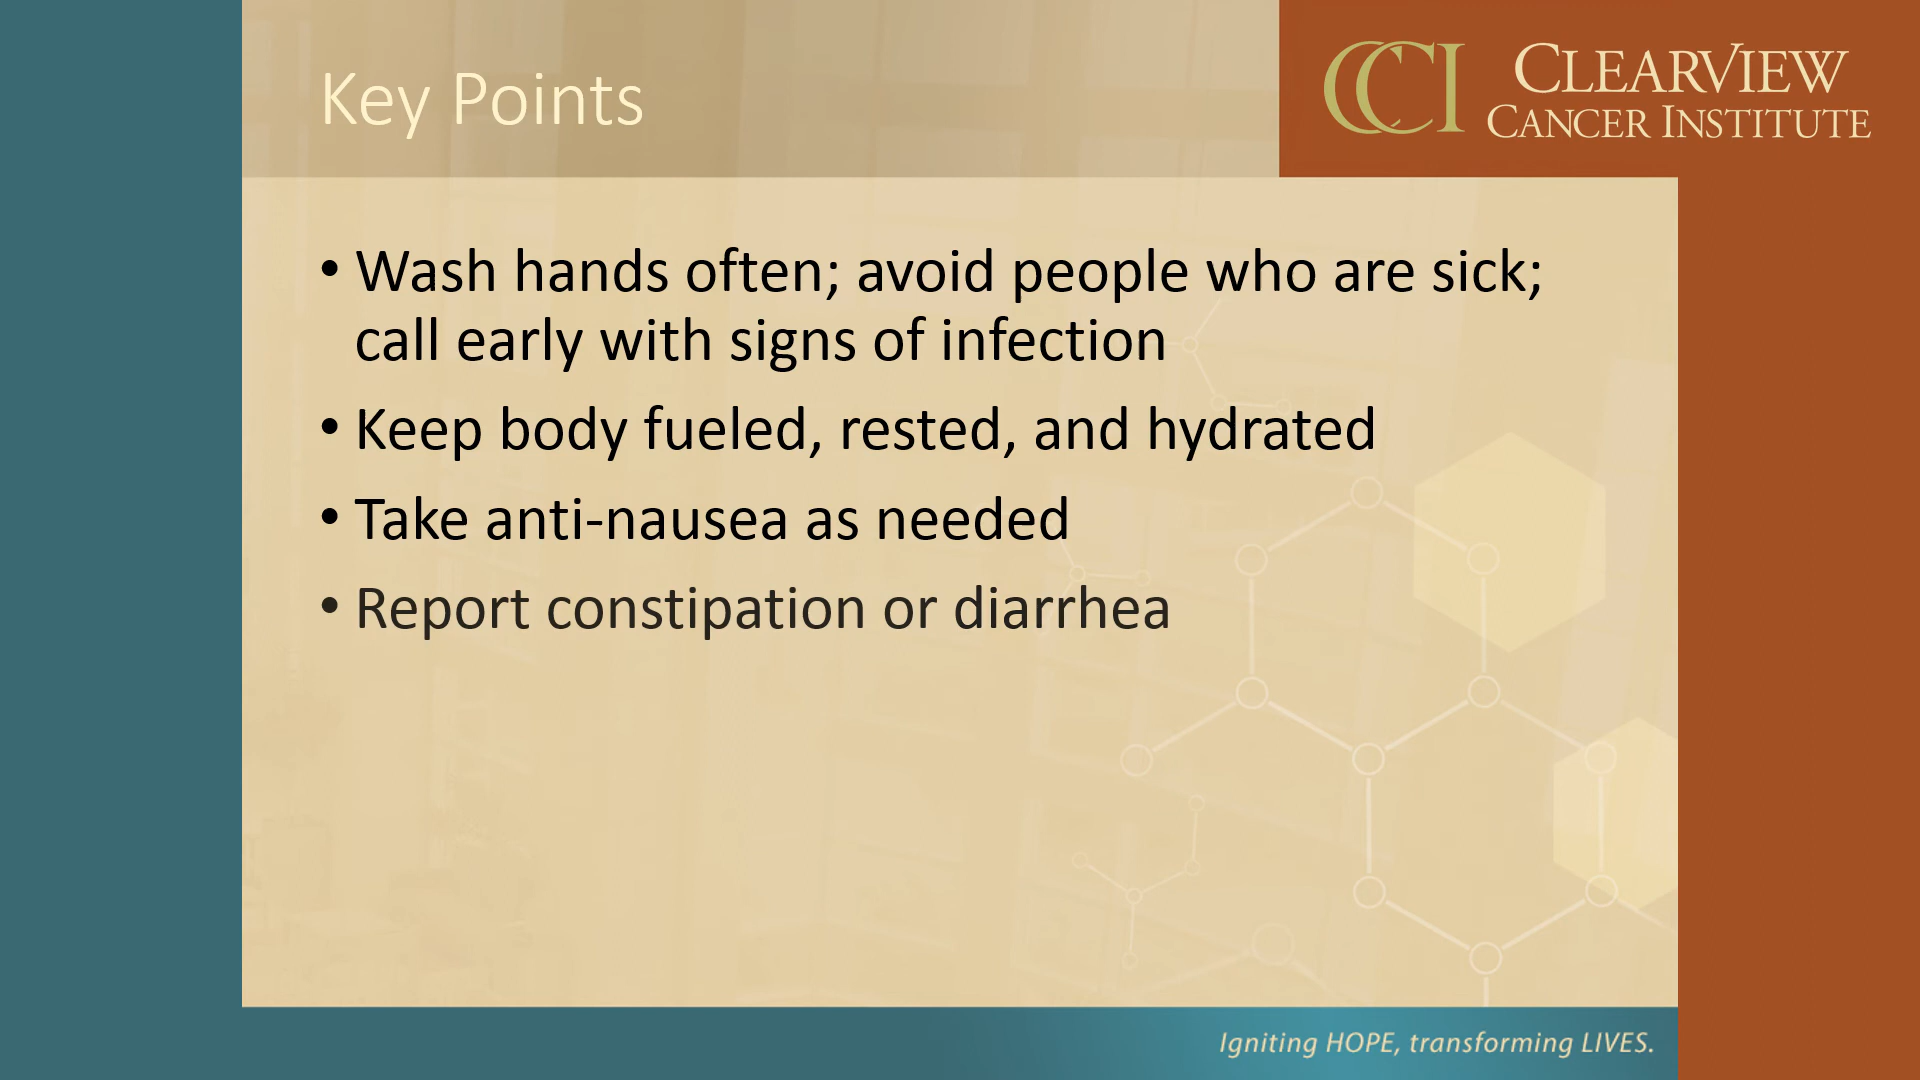 Key Points
CCI
CLEARVIEW
CANCER INSTITUTE
• Wash hands often; avoid people who are sick;
call early with signs of infection
• Keep body fueled, rested, and hydrated
• Take anti-nausea as needed
• Report constipation or diarrhea
Igniting HOPE, transforming LIVES.